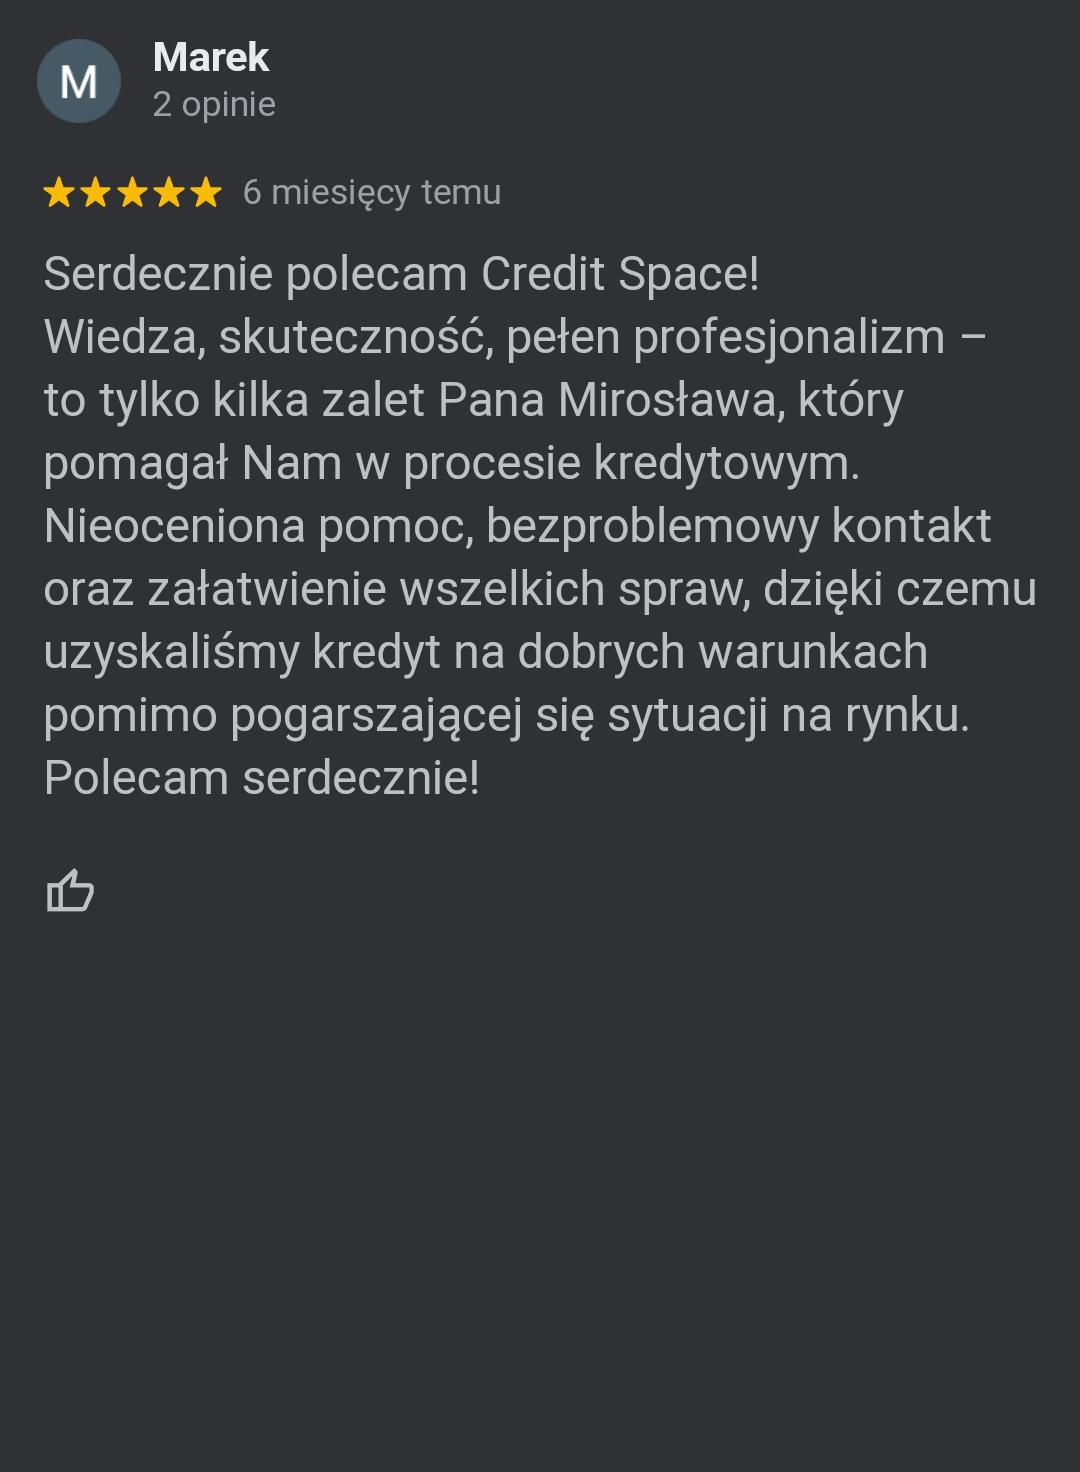 M
Marek
2 opinie
6 miesięcy temu
Serdecznie polecam Credit Space!
Wiedza, skuteczność, pełen profesjonalizm –
to tylko kilka zalet Pana Mirosława, który
pomagał Nam w procesie kredytowym.
Nieoceniona pomoc, bezproblemowy kontakt
oraz załatwienie wszelkich spraw, dzięki czemu
uzyskaliśmy kredyt na dobrych warunkach
pomimo pogarszającej się sytuacji na rynku.
Polecam serdecznie!